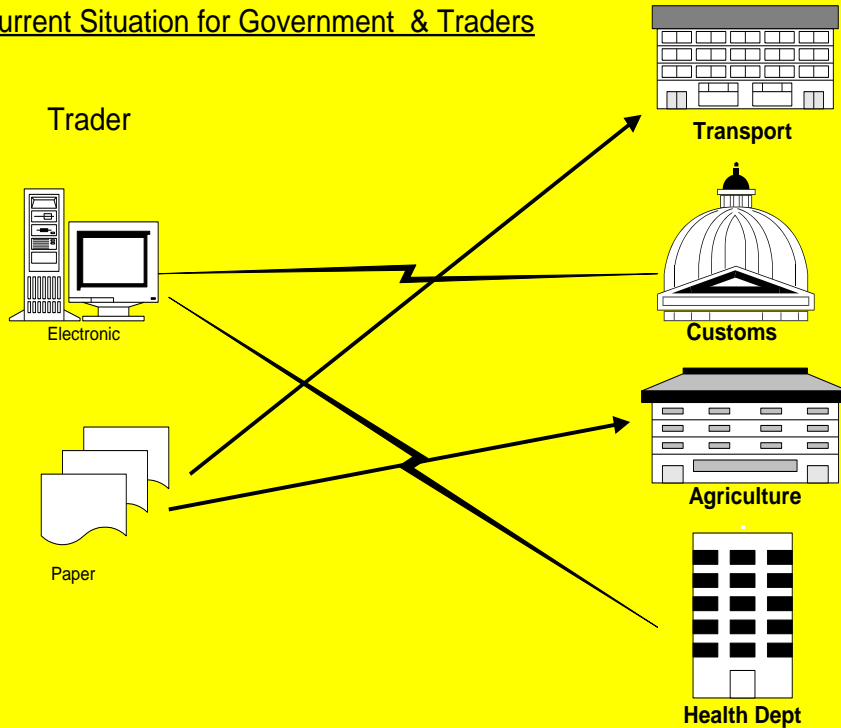 urrent Situation for Government & Traders
Trader
Transport
Electronic
Customs
Agriculture
Paper
Health Dept